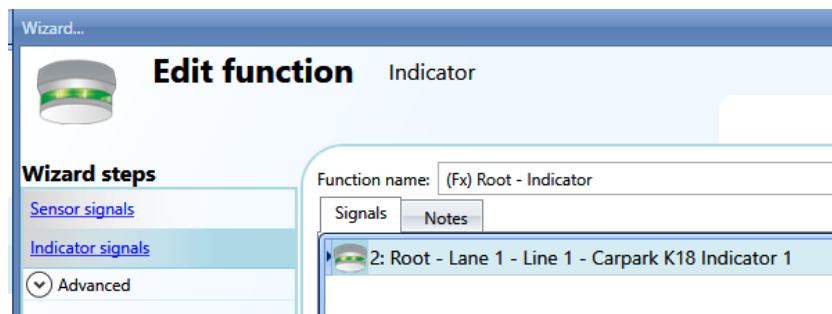 Wizard...
Edit function Indicator
Wizard steps
Sensor signals
Indicator signals
Advanced
Function name: (Fx) Root - Indicator
Signals Notes
2: Root - Lane 1 - Line 1 - Carpark K18 Indicator 1